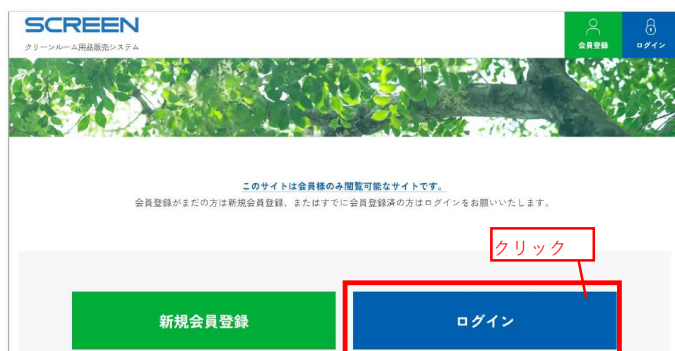 SCREEN
クリーンルーム用品販売システム
会員登録
ログイン
このサイトは会員様のみ閲覧可能なサイトです。
会員登録がまだの方は新規会員登録、またはすでに会員登録済の方はログインをお願いいたします。
クリック
新規会員登録
ログイン